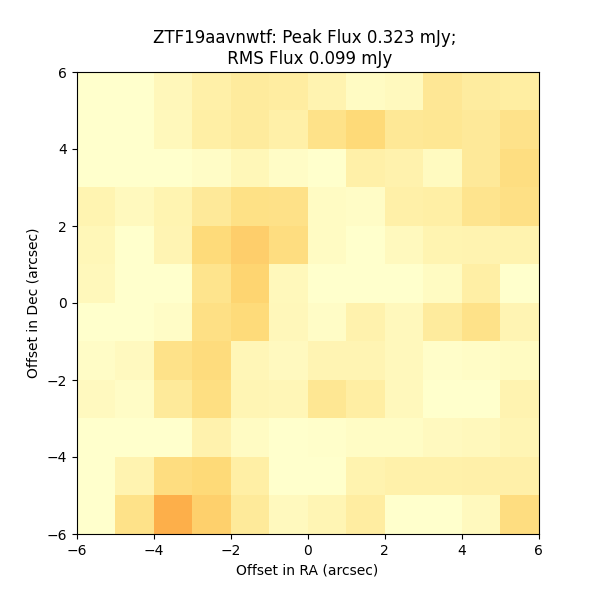 ZTF19aavnwtf: Peak Flux 0.323 mJy;
RMS Flux 0.099 mJy
6
4
2
0
−2
−4
−6
Offset in Dec (arcsec)
−6 −4 −2 0 2 4 6
Offset in RA (arcsec)